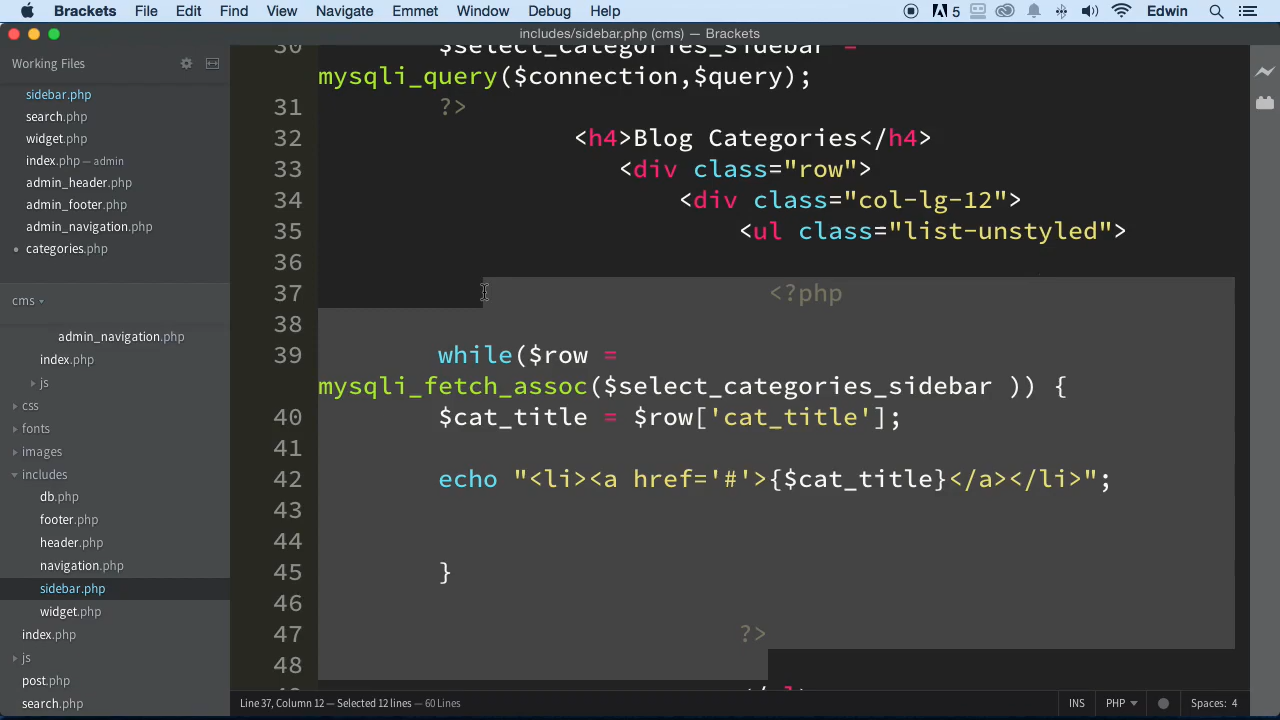 Brackets File Edit Find View Navigate Emmet Window Debug Help 5 Edwin
includes/sidebar.php (cms) — Brackets
Working Files
sidebar.php
search.php
widget.php
index.php — admin
admin_header.php
admin_footer.php
admin_navigation.php
categories.php
cms
admin_navigation.php
index.php
js
css
fonts
images
includes
db.php
footer.php
header.php
navigation.php
sidebar.php
widget.php
index.php
js
post.php
search.php
30 $select_categories_sidebar =
mysqli_query($connection,$query);
31 ?>
32 <h4>Blog Categories</h4>
33 <div class="row">
34 <div class="col-lg-12">
35 <ul class="list-unstyled">
36
37 <?php
38
39 while($row =
mysqli_fetch_assoc($select_categories_sidebar )) {
40 $cat_title = $row['cat_title'];
41
42 echo "<li><a href='#'>{$cat_title}</a></li>";
43
44
45 }
46
47 ?>
48
Line 37, Column 12 — Selected 12 lines — 60 Lines INS PHP Spaces: 4